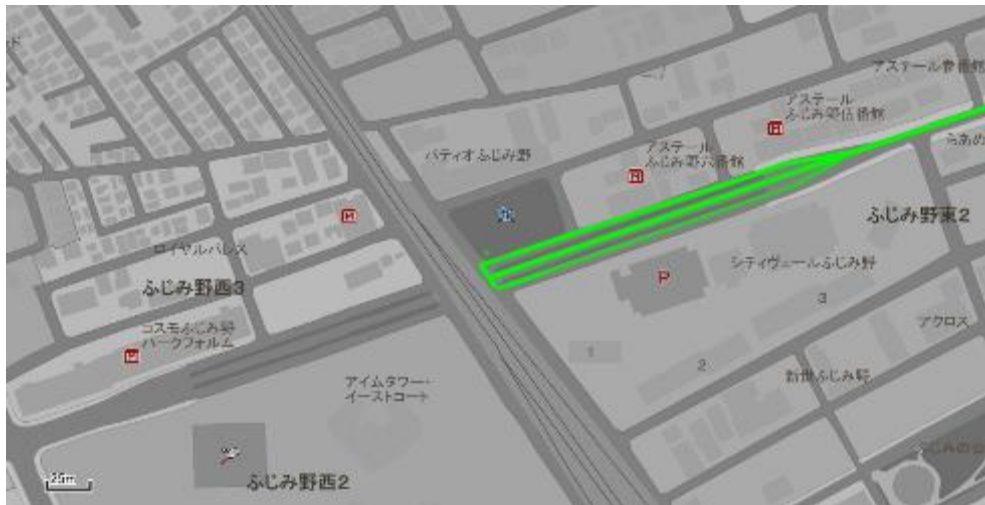 アステール壱番館
アステール
ふじみ野伍番館
アステール
ふじみ野六番館
パティオふじみ野
ふじみ野東2
ロイヤルパレス
P
シティヴェールふじみ野
ふじみ野西3
3
コスモふじみ野
パークフォルム
アクロス
1
2
アイムタワー・
イーストコート
新世ふじみ野
ふじみ野西2
25m